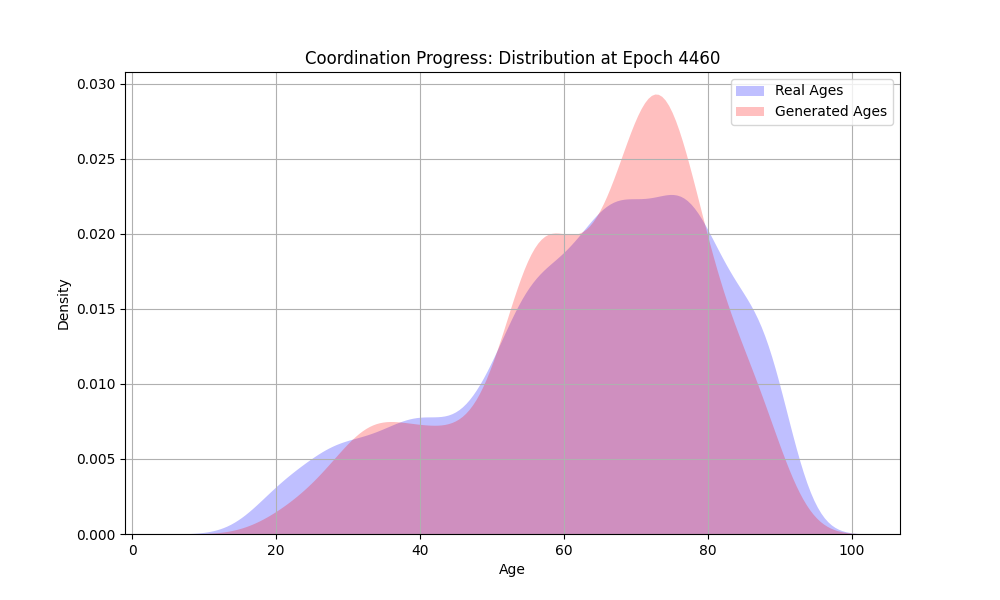 Coordination Progress: Distribution at Epoch 4460
Real Ages
Generated Ages
0.030
0.025
0.020
0.015
0.010
0.005
0.000
Density
0 20 40 60 80 100
Age